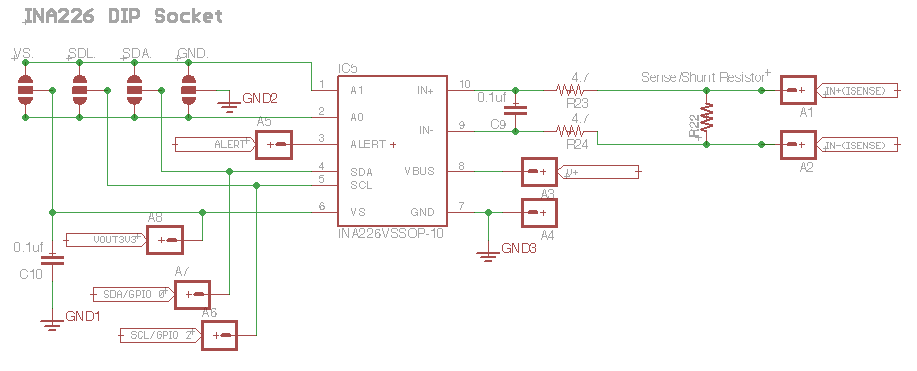 INA226 DIP Socket
VS. SDL. SDA. GND.
IC5
Sense/Shunt Resistor
1 A1 IN+ 10
4.7
R23
0.1uf
C9
A1
IN+(ISENSE)
GND2
2 A0
R22
A5
ALERT
3 ALERT
IN- 9
4.7
R24
A2
IN-(ISENSE)
4 SDA VBUS 8
5 SCL
A3
V+
6 VS GND 7
A4
INA226VSSOP-10
GND3
A8
VOUT3V3
0.1uf
C10
A7
SDA/GPIO 0
A6
GND1
SCL/GPIO 2